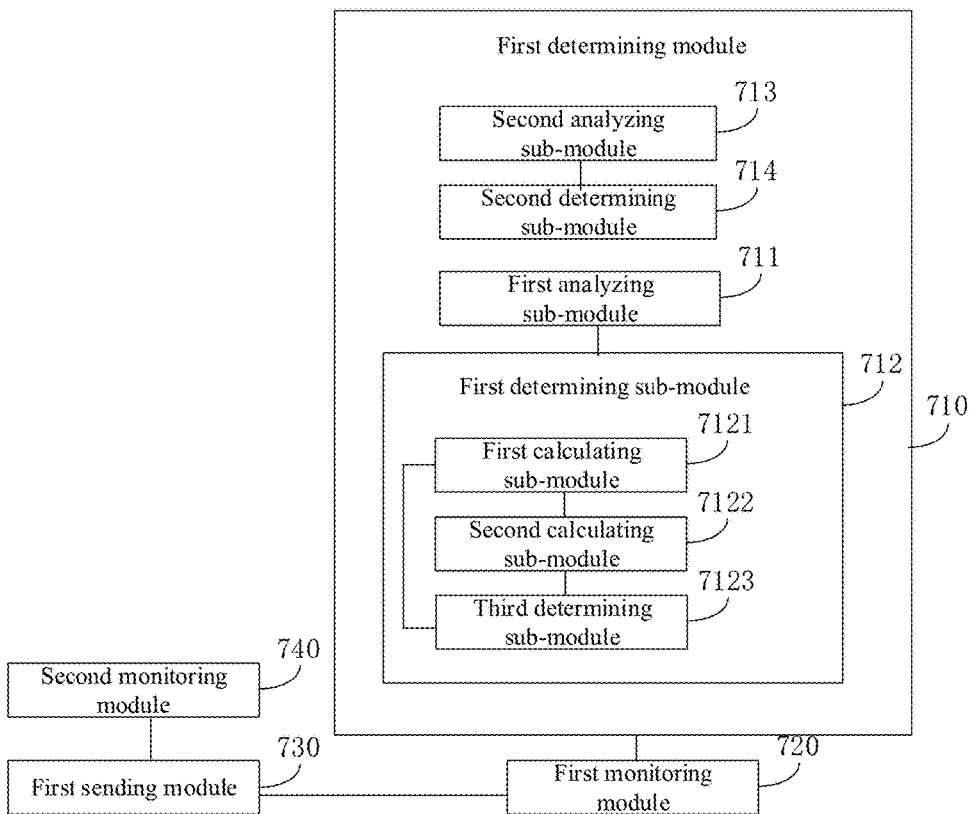 First determining module
713
Second analyzing
sub-module
714
Second determining
sub-module
711
First analyzing
sub-module
712
First determining sub-module
710
7121
First calculating
sub-module
7122
Second calculating
sub-module
7123
Third determining
sub-module
740
Second monitoring
module
730
First sending module
720
First monitoring
module